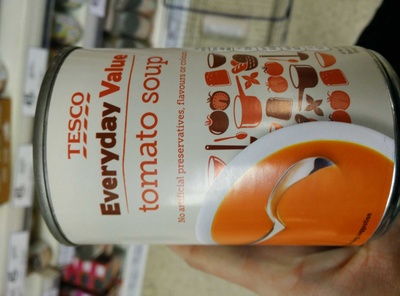 TESCO
Everyday Value
tomato soup
No artificial preservatives, flavours or